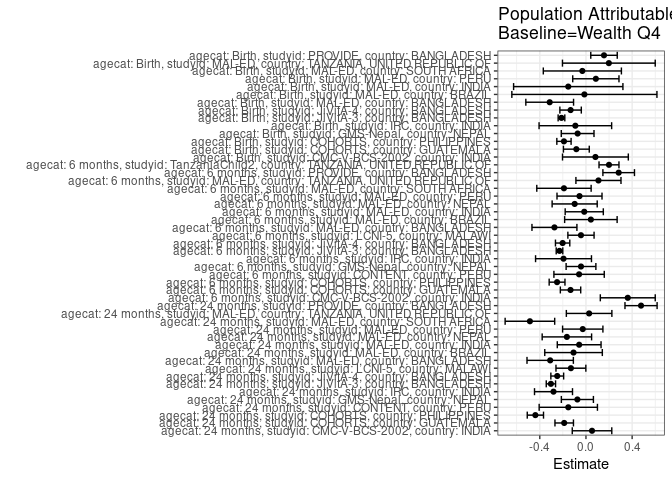 Population Attributable
Baseline=Wealth Q4
agecat: Birth, studyid: PROVIDE, country: BANGLADESH
agecat: Birth, studyid: MAL-ED, country: TANZANIA, UNITED REPUBLIC OF
agecat: Birth, studyid: MAL-ED, country: SOUTH AFRICA
agecat: Birth, studyid: MAL-ED, country: PERU
agecat: Birth, studyid: MAL-ED, country: INDIA
agecat: Birth, studyid: MAL-ED, country: BRAZIL
agecat: Birth, studyid: MAL-ED, country: BANGLADESH
agecat: Birth, studyid: JiVitA-4, country: BANGLADESH
agecat: Birth, studyid: JiVitA-3, country: BANGLADESH
agecat: Birth, studyid: IRC, country: INDIA
agecat: Birth, studyid: GMS-Nepal, country: NEPAL
agecat: Birth, studyid: COHORTS, country: PHILIPPINES
agecat: Birth, studyid: COHORTS, country: GUATEMALA
agecat: Birth, studyid: CMC-V-BCS-2002, country: INDIA
agecat: 6 months, studyid: TanzaniaChild2, country: TANZANIA, UNITED REPUBLIC OF
agecat: 6 months, studyid: PROVIDE, country: BANGLADESH
agecat: 6 months, studyid: MAL-ED, country: TANZANIA, UNITED REPUBLIC OF
agecat: 6 months, studyid: MAL-ED, country: SOUTH AFRICA
agecat: 6 months, studyid: MAL-ED, country: PERU
agecat: 6 months, studyid: MAL-ED, country: NEPAL
agecat: 6 months, studyid: MAL-ED, country: INDIA
agecat: 6 months, studyid: MAL-ED, country: BRAZIL
agecat: 6 months, studyid: MAL-ED, country: BANGLADESH
agecat: 6 months, studyid: LCNI-5, country: MALAWI
agecat: 6 months, studyid: JiVitA-4, country: BANGLADESH
agecat: 6 months, studyid: JiVitA-3, country: BANGLADESH
agecat: 6 months, studyid: IRC, country: INDIA
agecat: 6 months, studyid: GMS-Nepal, country: NEPAL
agecat: 6 months, studyid: CONTENT, country: PERU
agecat: 6 months, studyid: COHORTS, country: PHILIPPINES
agecat: 6 months, studyid: COHORTS, country: GUATEMALA
agecat: 6 months, studyid: CMC-V-BCS-2002, country: INDIA
agecat: 24 months, studyid: PROVIDE, country: BANGLADESH
agecat: 24 months, studyid: MAL-ED, country: TANZANIA, UNITED REPUBLIC OF
agecat: 24 months, studyid: MAL-ED, country: SOUTH AFRICA
agecat: 24 months, studyid: MAL-ED, country: PERU
agecat: 24 months, studyid: MAL-ED, country: NEPAL
agecat: 24 months, studyid: MAL-ED, country: INDIA
agecat: 24 months, studyid: MAL-ED, country: BRAZIL
agecat: 24 months, studyid: MAL-ED, country: BANGLADESH
agecat: 24 months, studyid: LCNI-5, country: MALAWI
agecat: 24 months, studyid: JiVitA-4, country: BANGLADESH
agecat: 24 months, studyid: JiVitA-3, country: BANGLADESH
agecat: 24 months, studyid: IRC, country: INDIA
agecat: 24 months, studyid: GMS-Nepal, country: NEPAL
agecat: 24 months, studyid: CONTENT, country: PERU
agecat: 24 months, studyid: COHORTS, country: PHILIPPINES
agecat: 24 months, studyid: COHORTS, country: GUATEMALA
agecat: 24 months, studyid: CMC-V-BCS-2002, country: INDIA
-0.4 0.0 0.4
Estimate